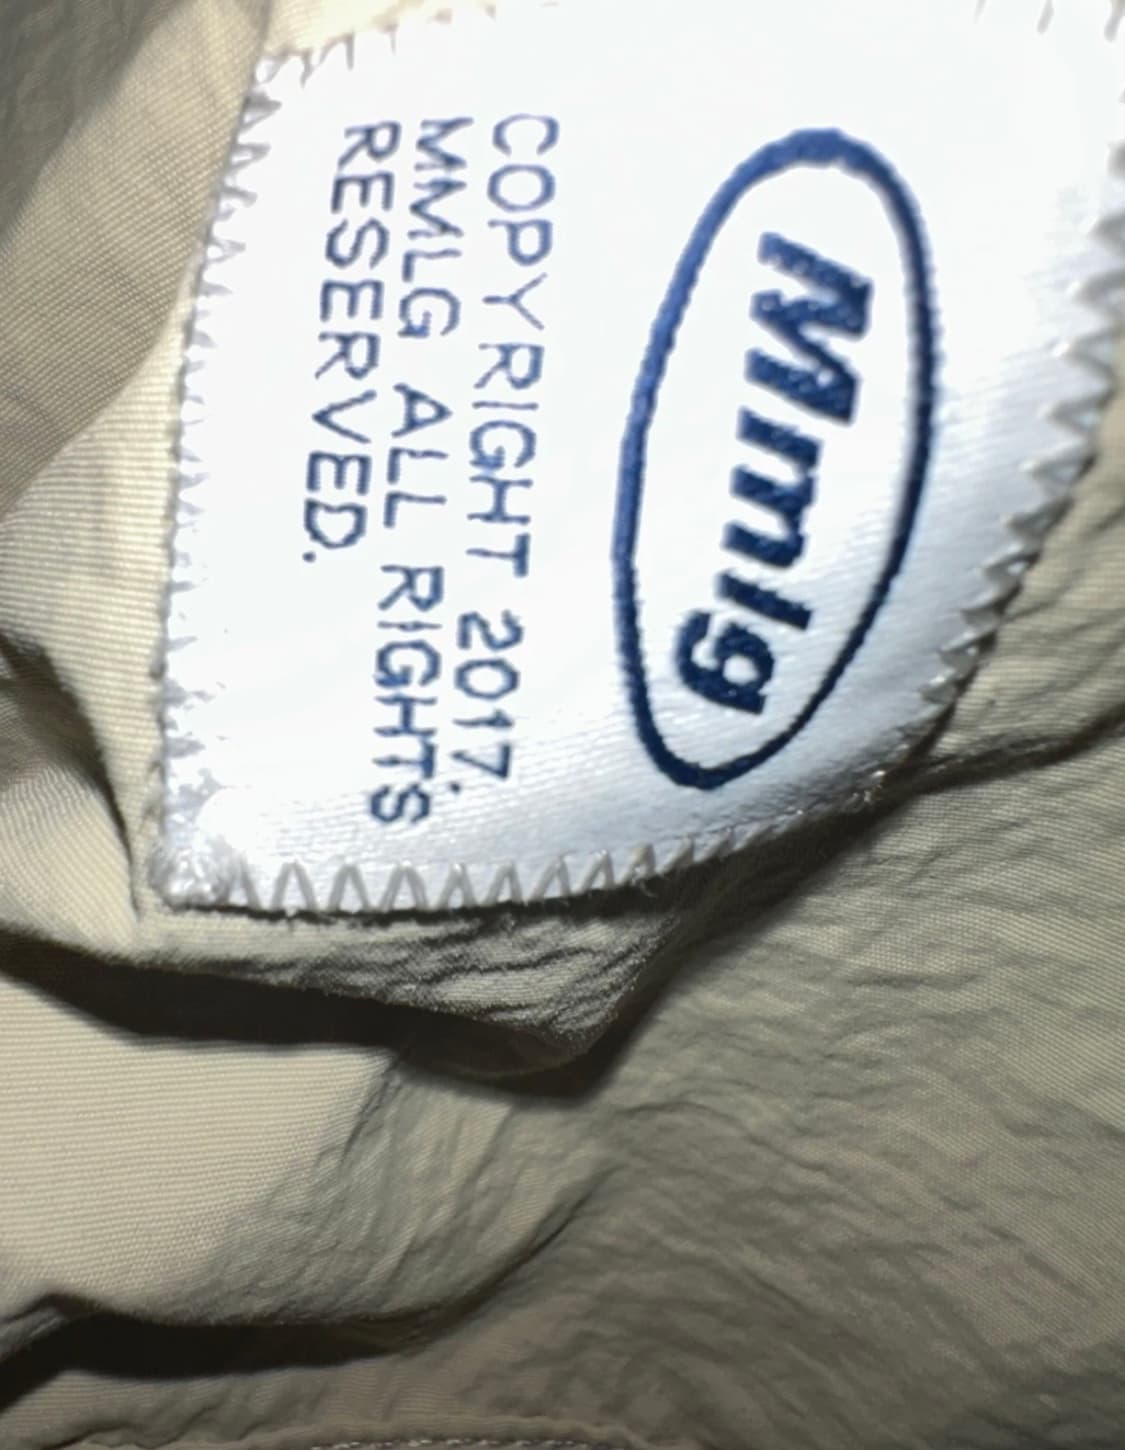 Mmlg
COPYRIGHT 2017.
MMLG ALL RIGHTS
RESERVED.